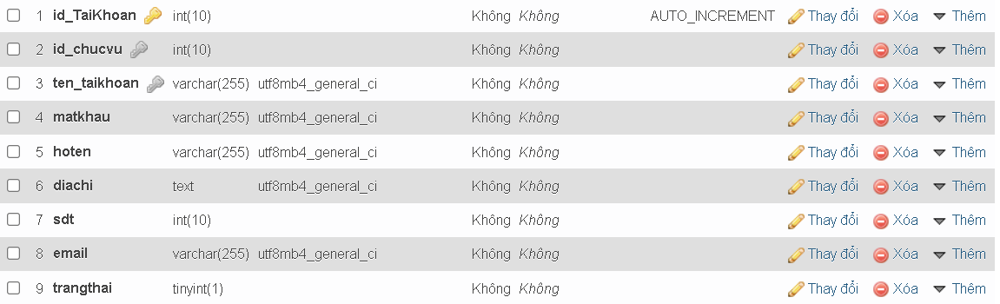 1 id_TaiKhoan int(10) Không Không AUTO_INCREMENT Thay đổi Xóa Thêm
2 id_chucvu int(10) Không Không Thay đổi Xóa Thêm
3 ten_taikhoan varchar(255) utf8mb4_general_ci Không Không Thay đổi Xóa Thêm
4 matkhau varchar(255) utf8mb4_general_ci Không Không Thay đổi Xóa Thêm
5 hoten varchar(255) utf8mb4_general_ci Không Không Thay đổi Xóa Thêm
6 diachi text utf8mb4_general_ci Không Không Thay đổi Xóa Thêm
7 sdt int(10) Không Không Thay đổi Xóa Thêm
8 email varchar(255) utf8mb4_general_ci Không Không Thay đổi Xóa Thêm
9 trangthai tinyint(1) Không Không Thay đổi Xóa Thêm